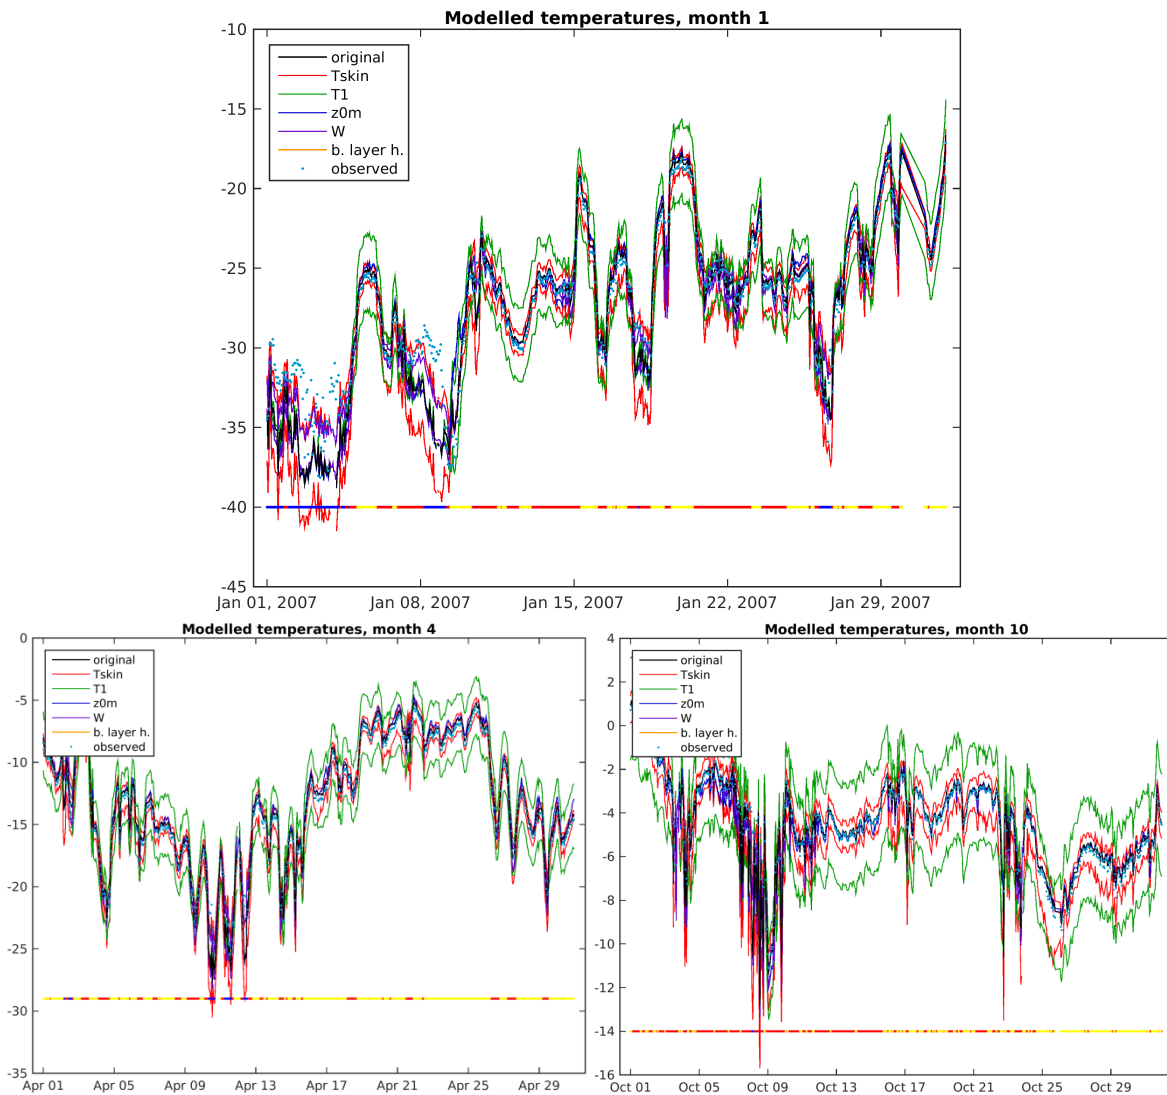 Modelled temperatures, month 1
-10
-15
-20
-25
-30
-35
-40
-45
original
Tskin
T1
z0m
W
b. layer h.
observed
Jan 01, 2007
Jan 08, 2007
Jan 15, 2007
Jan 22, 2007
Jan 29, 2007
Modelled temperatures, month 4
0
-5
-10
-15
-20
-25
-30
-35
original
Tskin
T1
z0m
W
b. layer h.
observed
Apr 01
Apr 05
Apr 09
Apr 13
Apr 17
Apr 21
Apr 25
Apr 29
Modelled temperatures, month 10
4
2
0
-2
-4
-6
-8
-10
-12
-14
-16
original
Tskin
T1
z0m
W
b. layer h.
observed
Oct 01
Oct 05
Oct 09
Oct 13
Oct 17
Oct 21
Oct 25
Oct 29